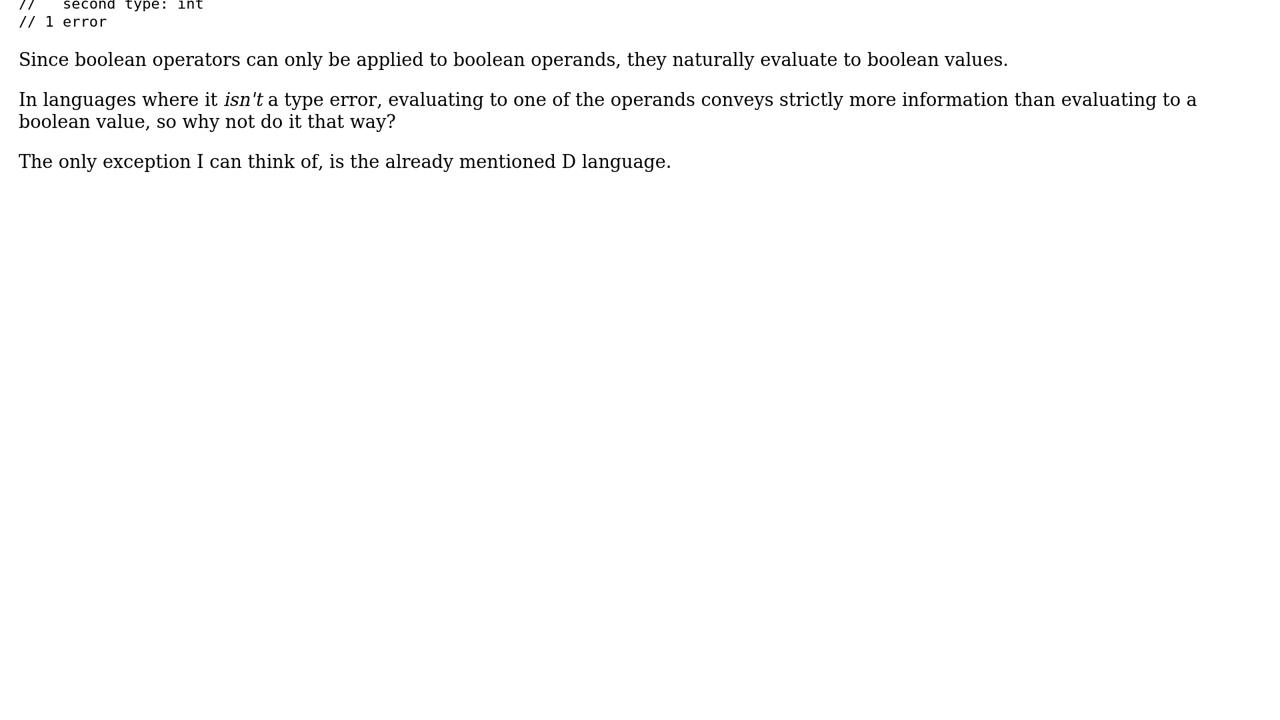 //   second type: int
// 1 error
Since boolean operators can only be applied to boolean operands, they naturally evaluate to boolean values.
In languages where it isn't a type error, evaluating to one of the operands conveys strictly more information than evaluating to a
boolean value, so why not do it that way?
The only exception I can think of, is the already mentioned D language.